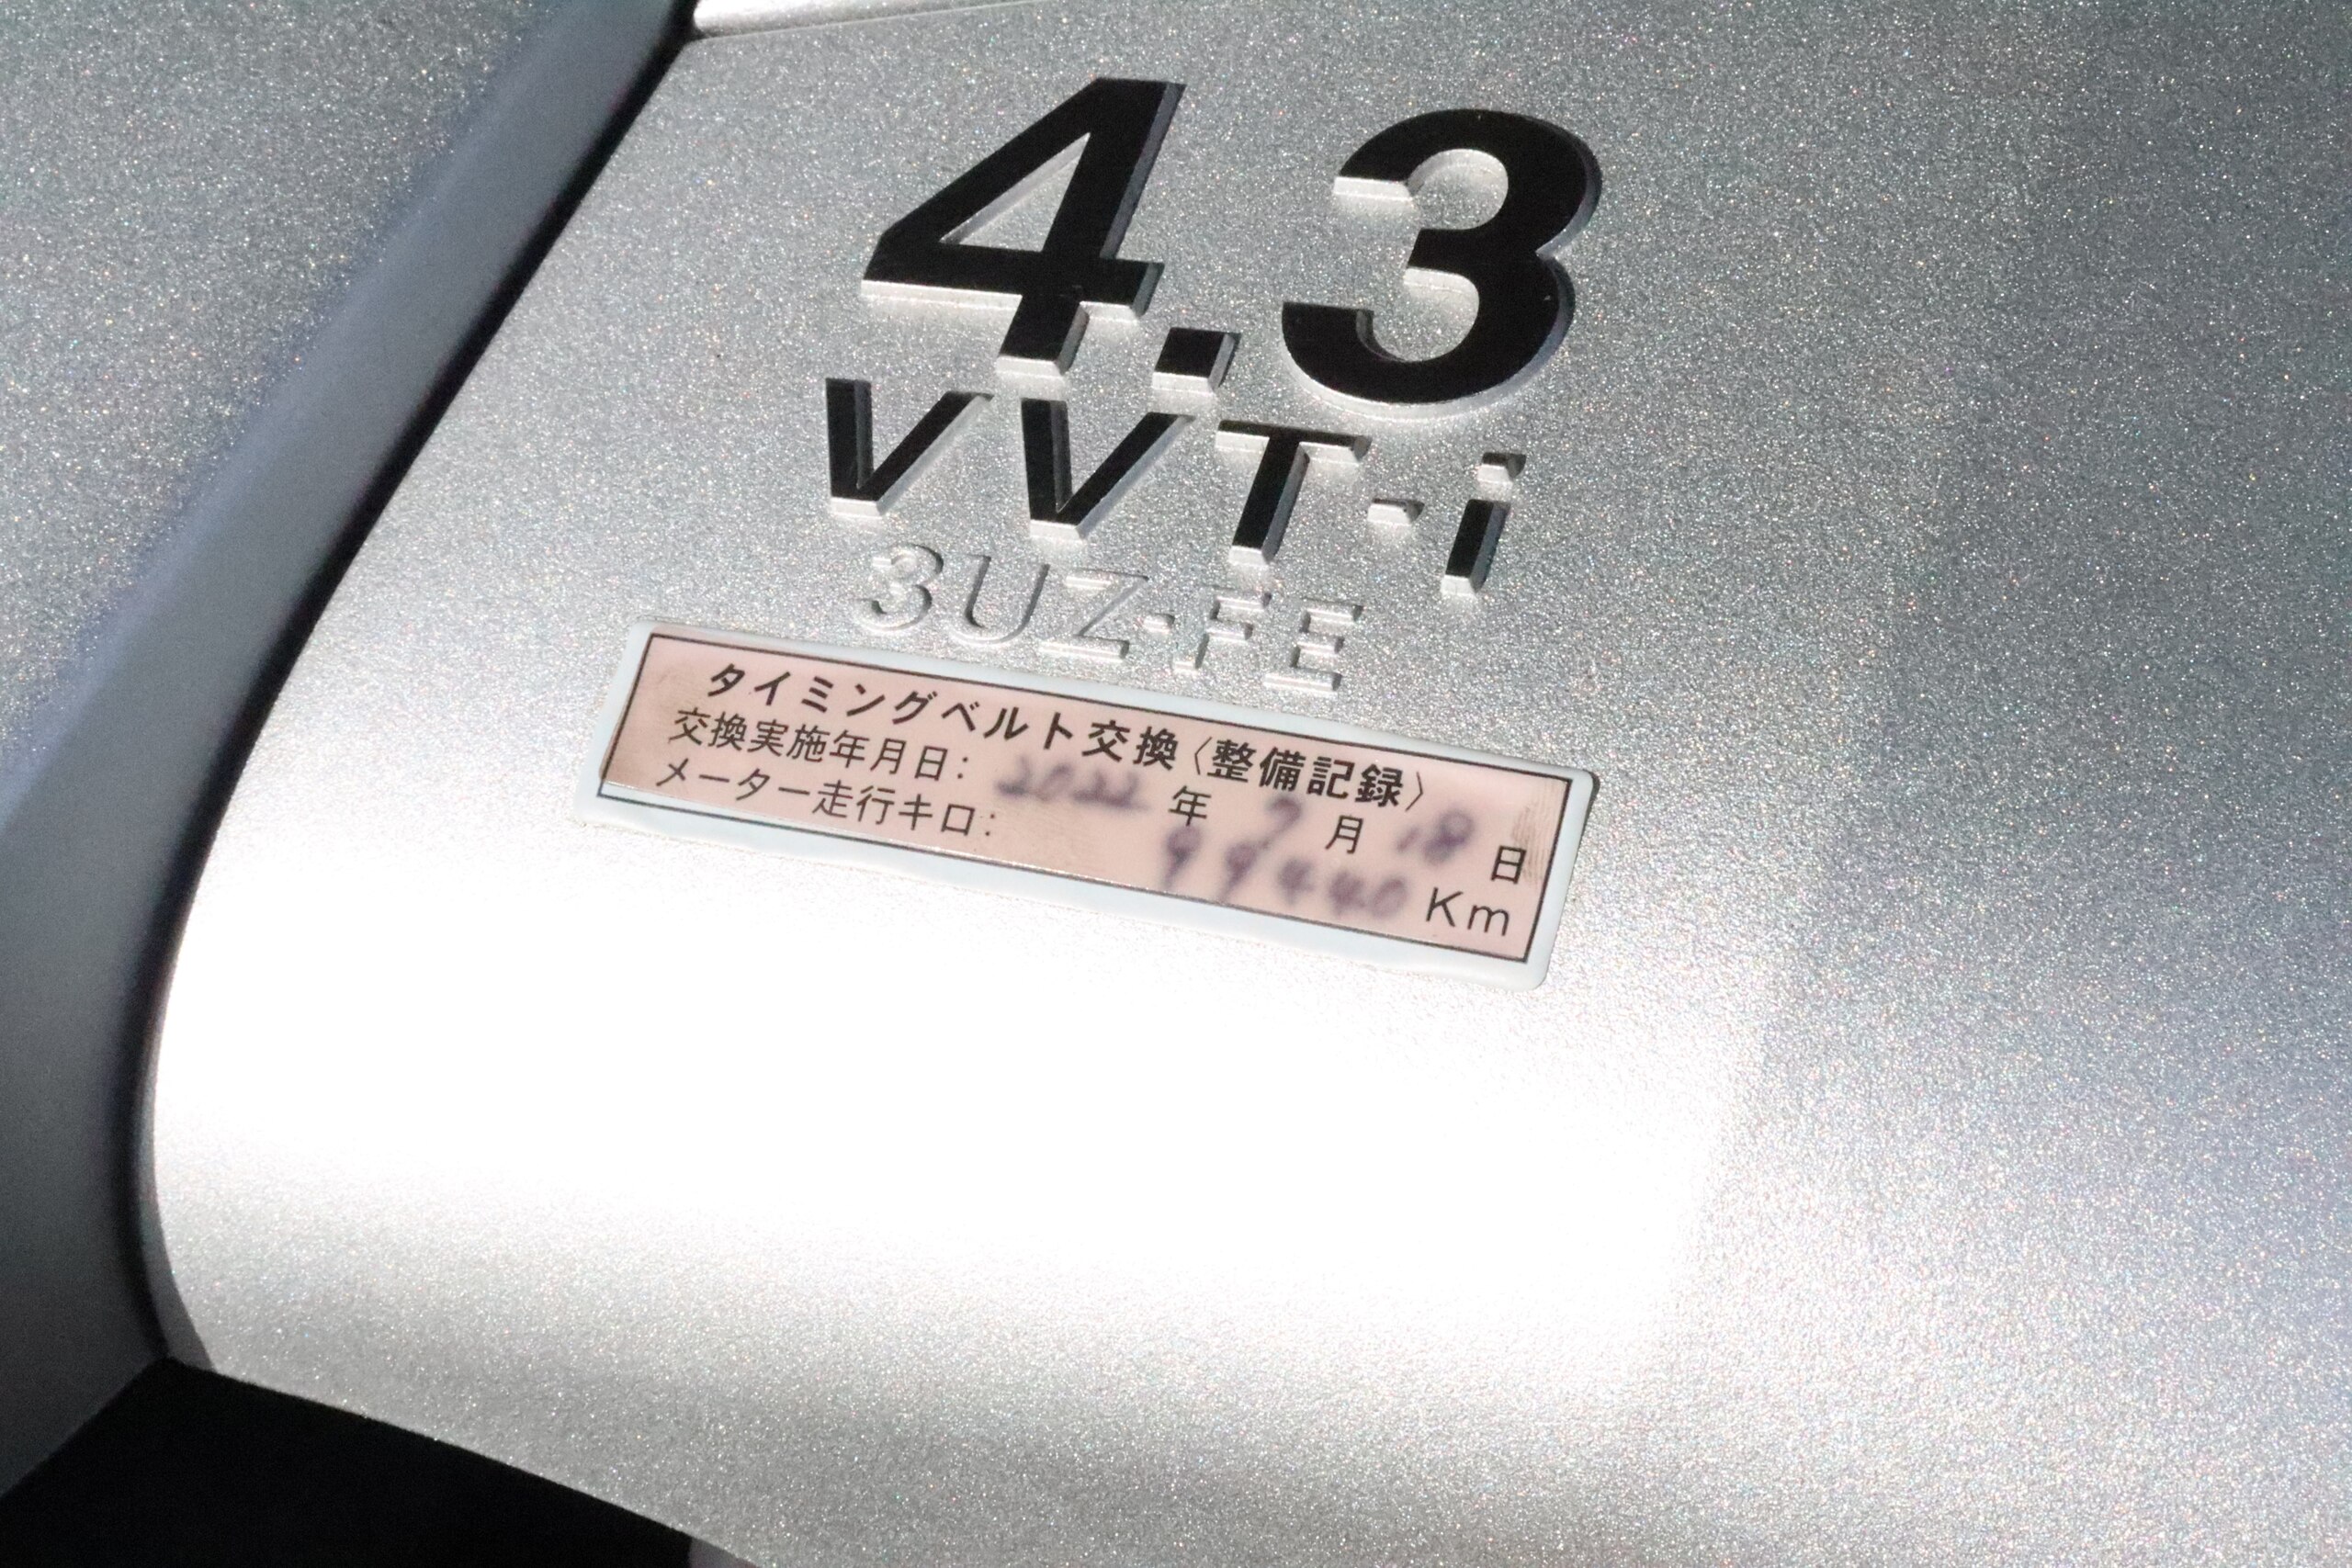 4.3
VVT-i
3UZ-FE
タイミングベルト交換〈整備記録〉
交換実施年月日: 2022 年 7 月 18 日
メーター走行キロ: 99440 Km